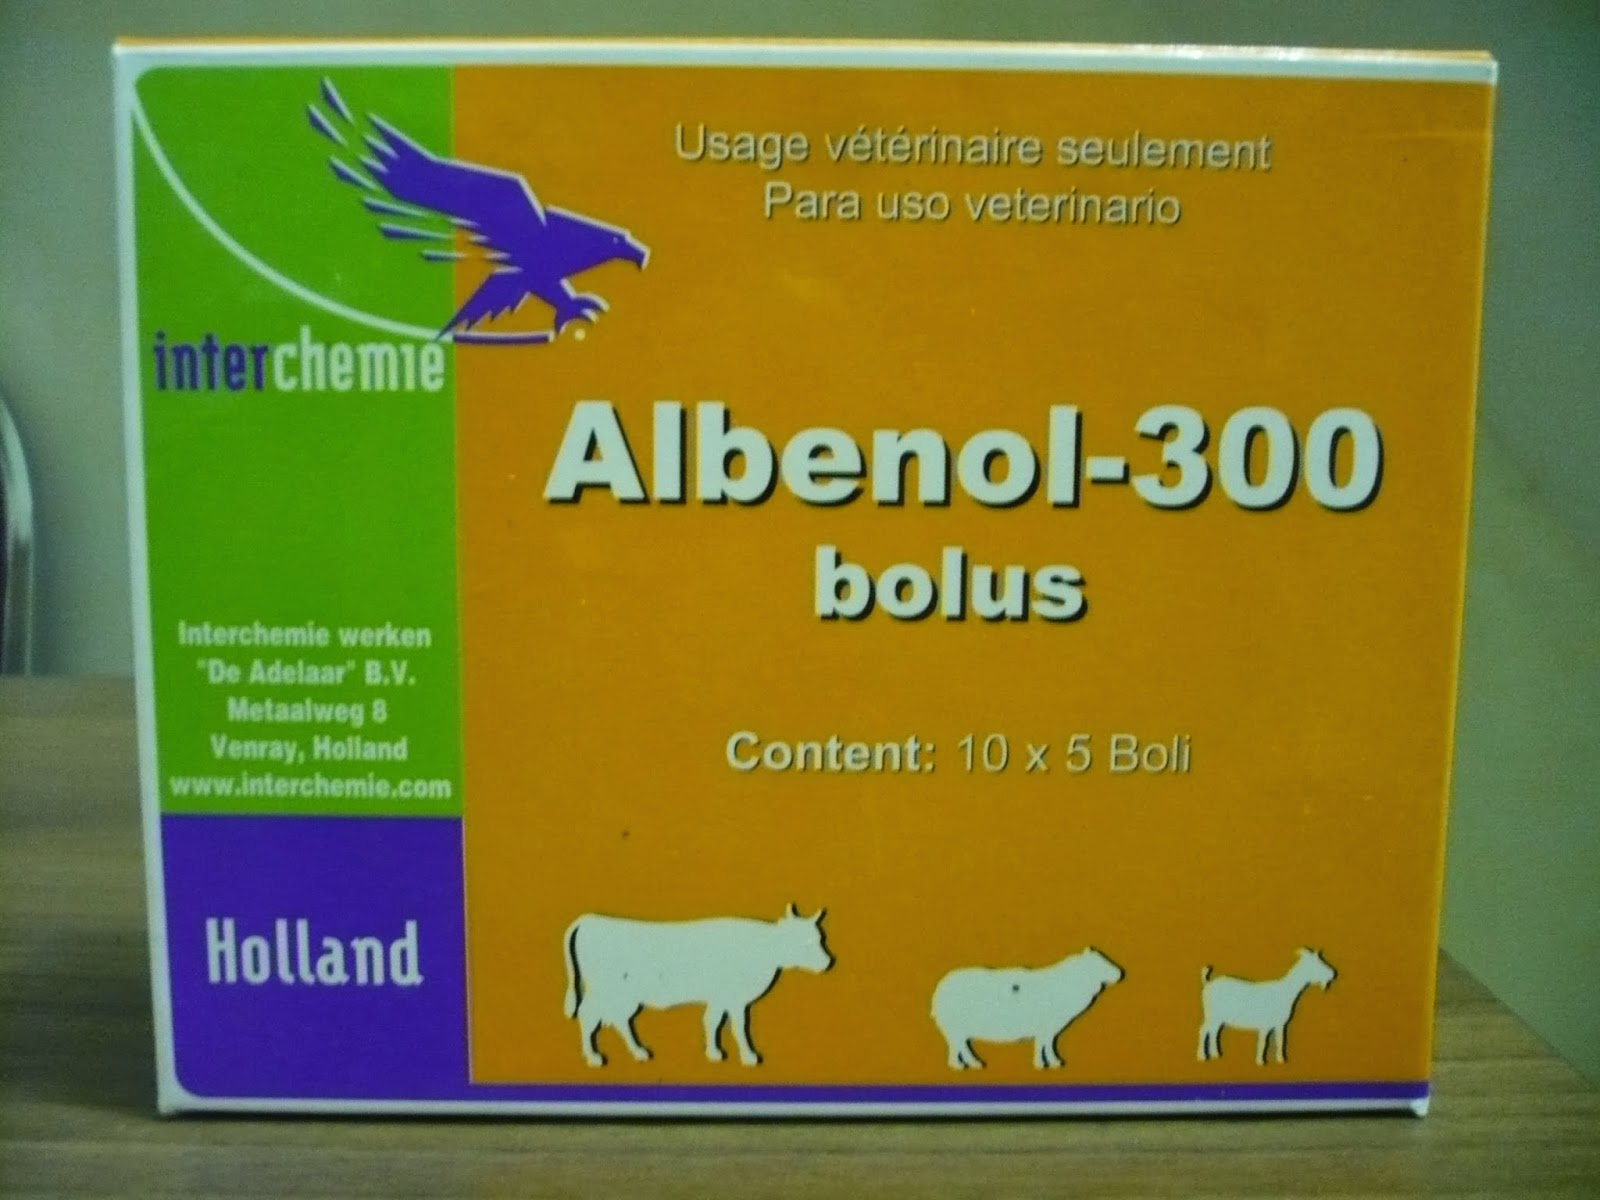 Usage vétérinaire seulement
Para uso veterinario
interchemie
Albenol-300
bolus
Interchemie werken
"De Adelaar" B.V.
Metaalweg 8
Venray, Holland
www.interchemie.com
Content: 10 x 5 Boli
Holland